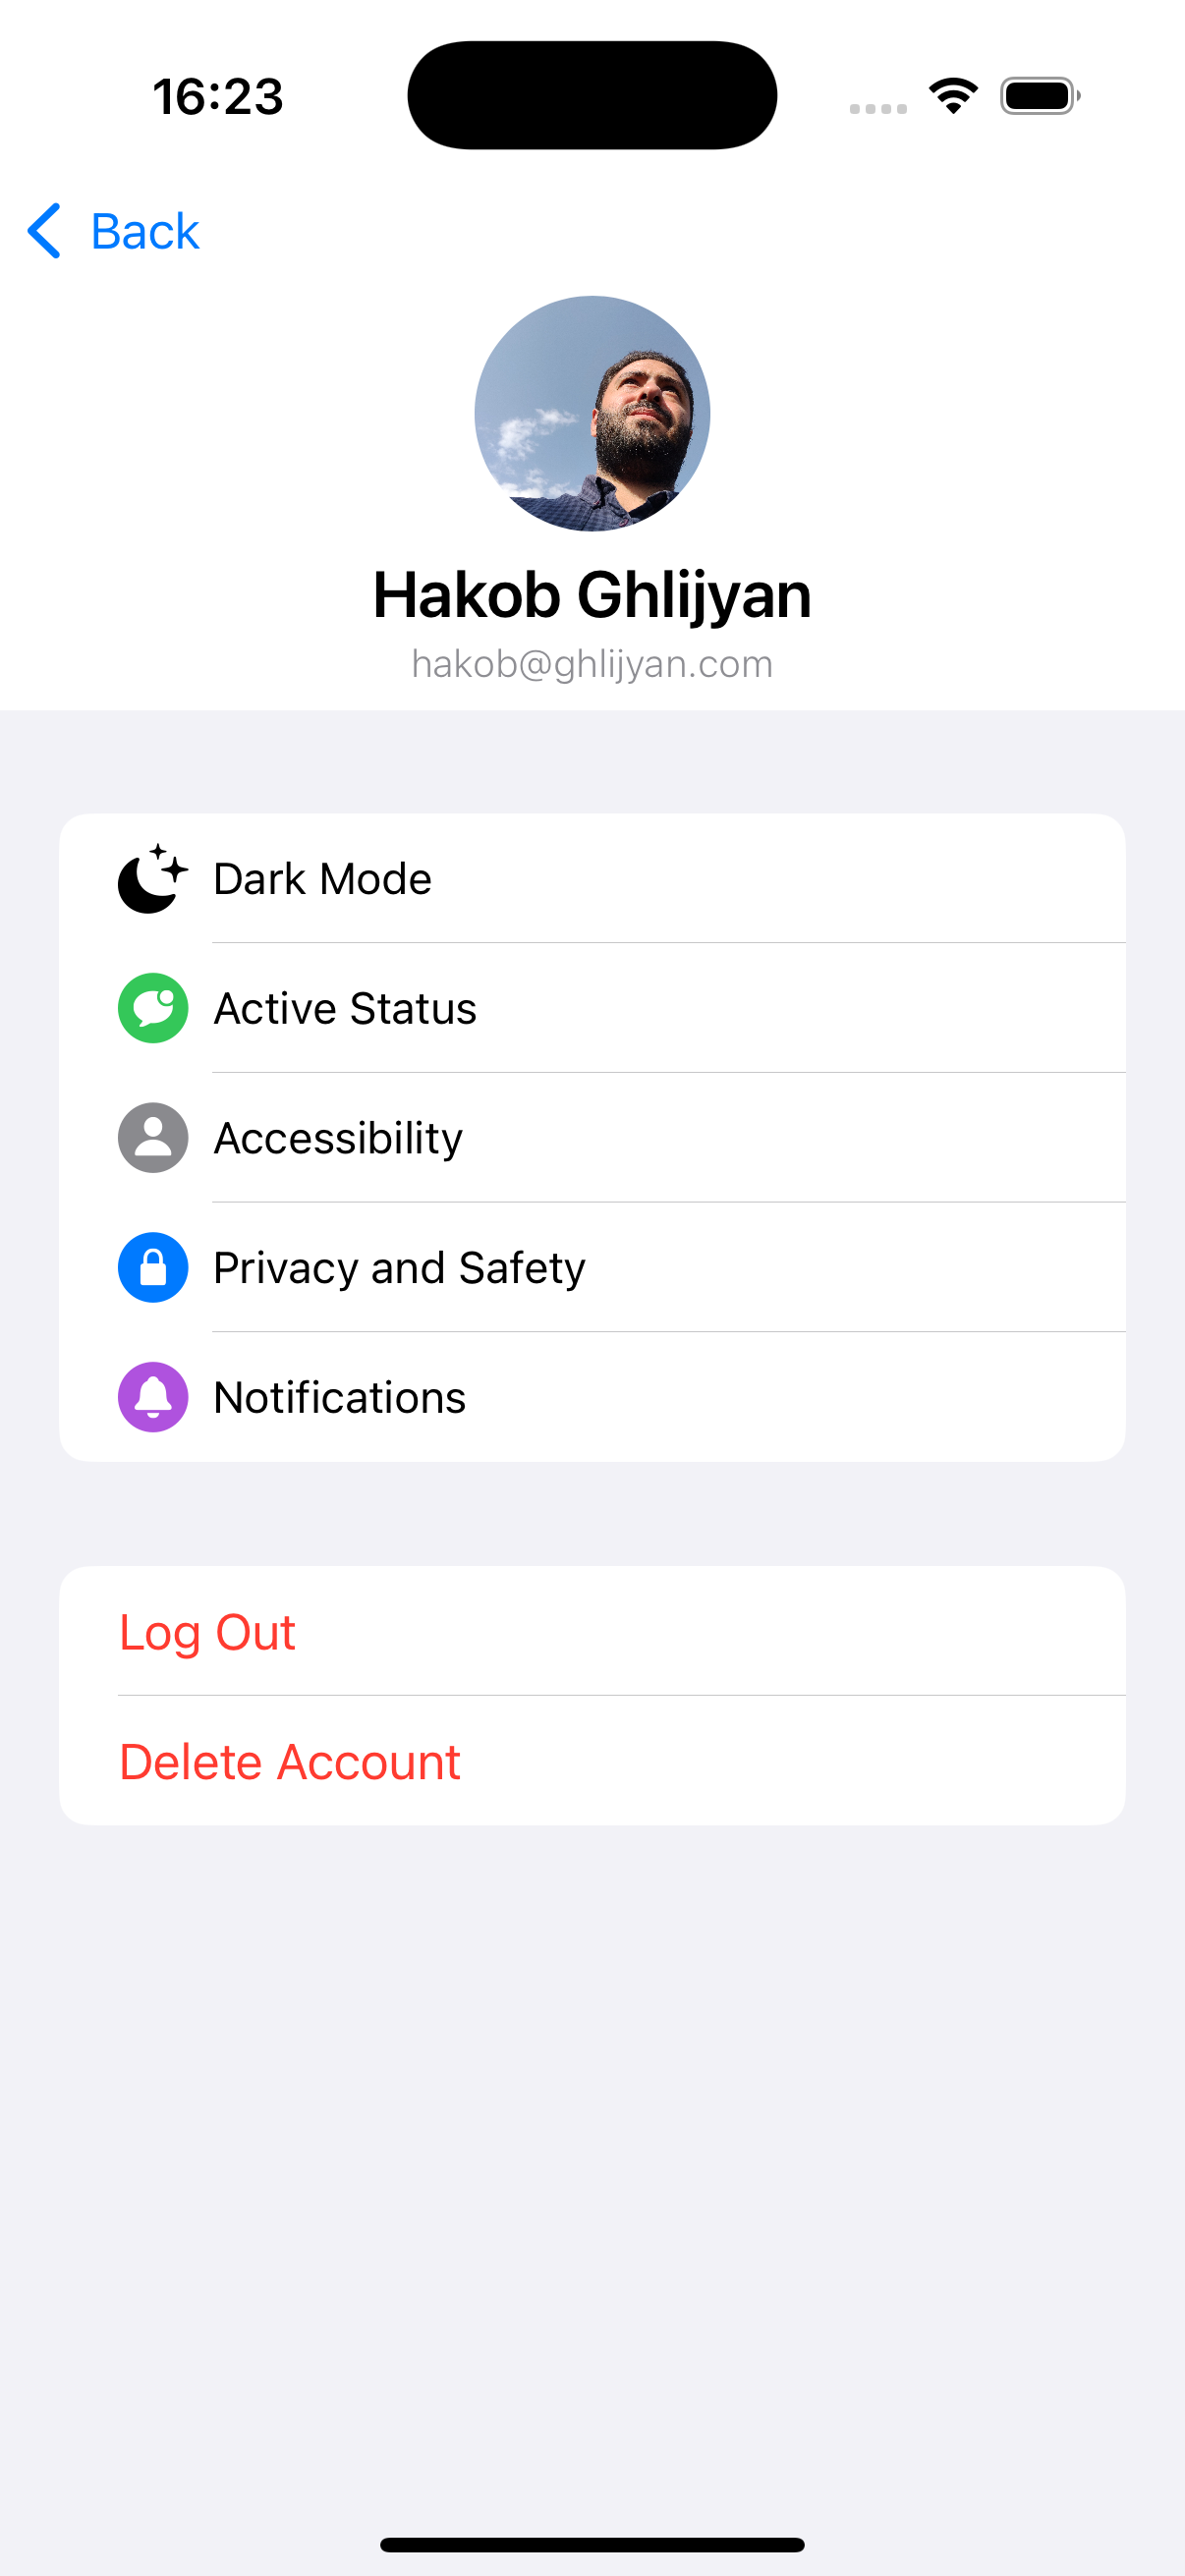 16:23
Back
Hakob Ghlijyan
hakob@ghlijyan.com
Dark Mode
Active Status
Accessibility
Privacy and Safety
Notifications
Log Out
Delete Account